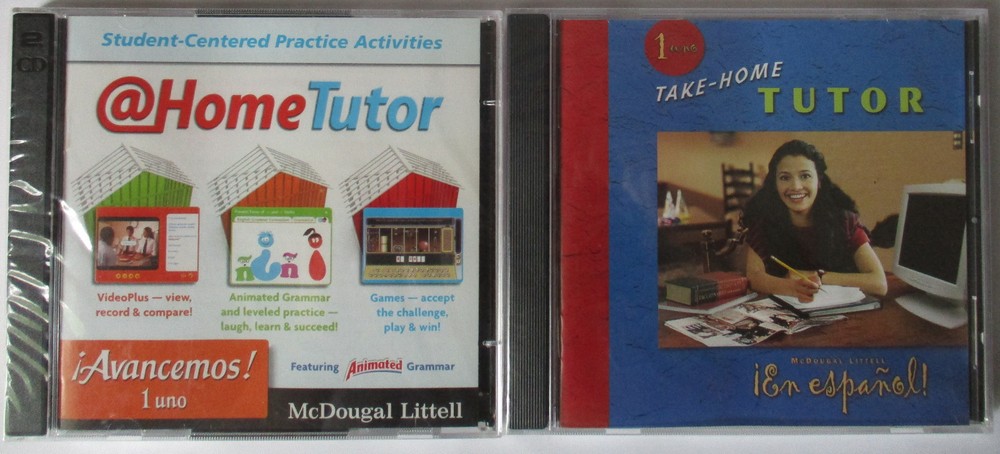 2
CD
Student-Centered Practice Activities
@HomeTutor
VideoPlus — view,
record & compare!
Animated Grammar
and leveled practice —
laugh, learn & succeed!
Games — accept
the challenge,
play & win!
¡Avancemos!
1 uno
Featuring Animated Grammar
McDougal Littell
1 uno
TAKE-HOME
TUTOR
McDougal Littell
¡En español!